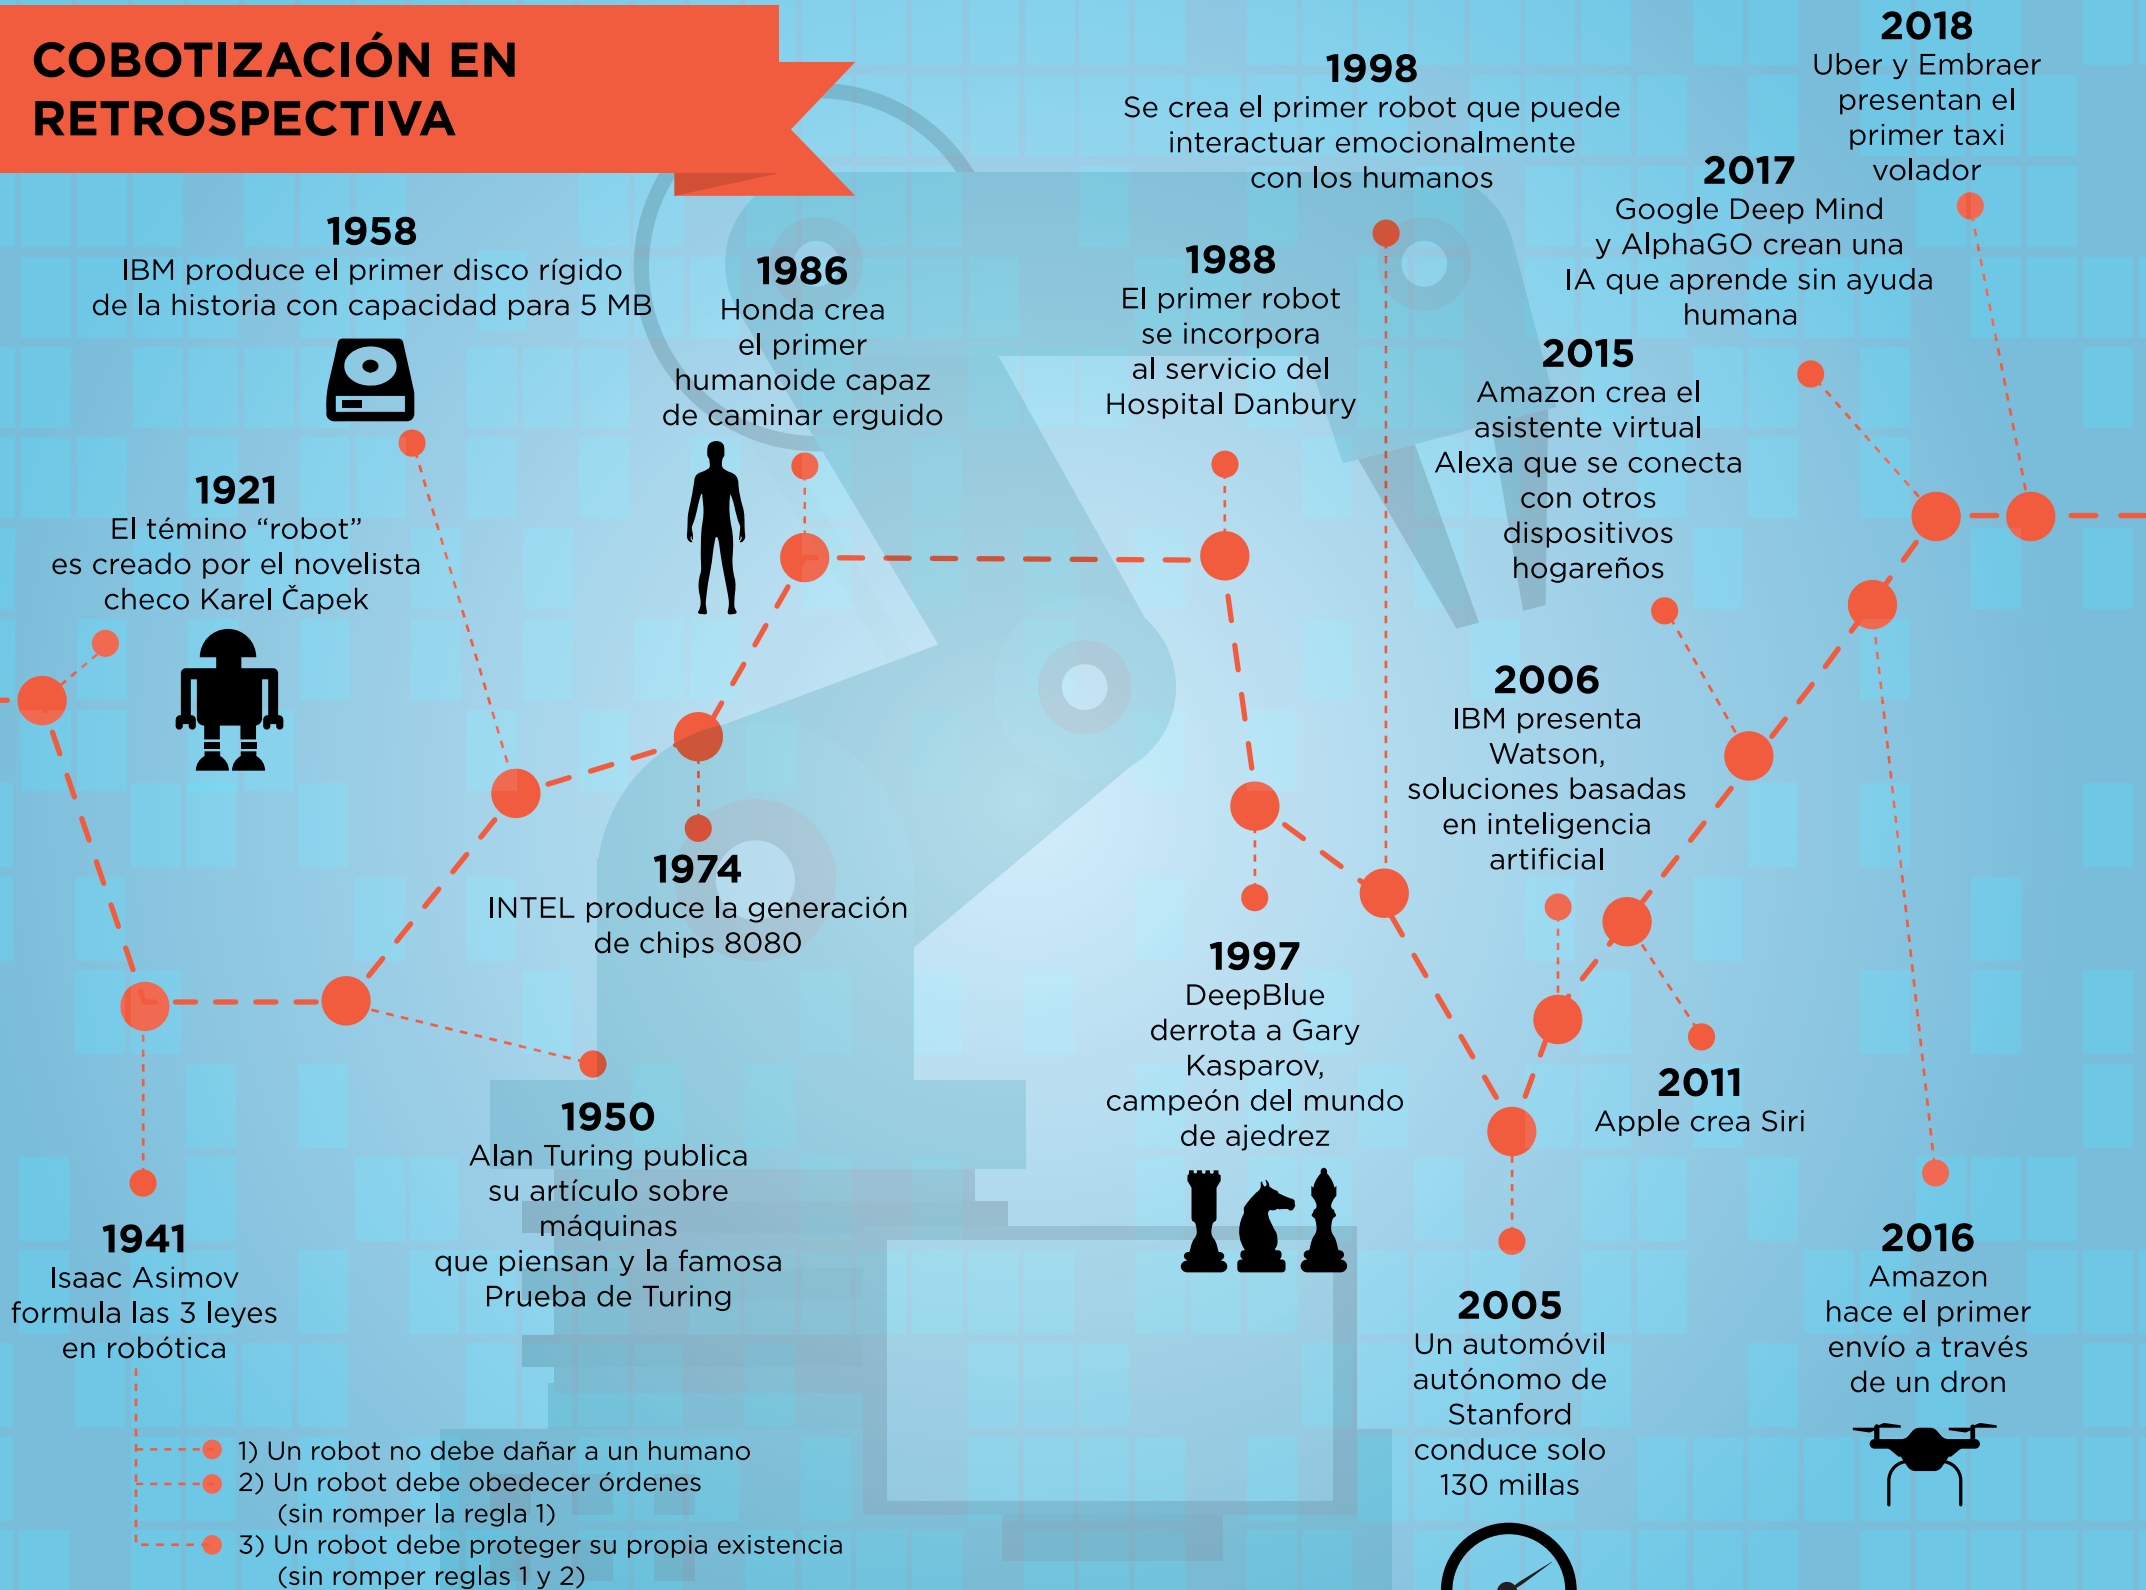 COBOTIZACIÓN EN
RETROSPECTIVA
1921
El témino “robot”
es creado por el novelista
checo Karel Čapek
1941
Isaac Asimov
formula las 3 leyes
en robótica
1) Un robot no debe dañar a un humano
2) Un robot debe obedecer órdenes
(sin romper la regla 1)
3) Un robot debe proteger su propia existencia
(sin romper reglas 1 y 2)
1950
Alan Turing publica
su artículo sobre
máquinas
que piensan y la famosa
Prueba de Turing
1958
IBM produce el primer disco rígido
de la historia con capacidad para 5 MB
1974
INTEL produce la generación
de chips 8080
1986
Honda crea
el primer
humanoide capaz
de caminar erguido
1988
El primer robot
se incorpora
al servicio del
Hospital Danbury
1997
DeepBlue
derrota a Gary
Kasparov,
campeón del mundo
de ajedrez
1998
Se crea el primer robot que puede
interactuar emocionalmente
con los humanos
2005
Un automóvil
autónomo de
Stanford
conduce solo
130 millas
2006
IBM presenta
Watson,
soluciones basadas
en inteligencia
artificial
2011
Apple crea Siri
2015
Amazon crea el
asistente virtual
Alexa que se conecta
con otros
dispositivos
hogareños
2016
Amazon
hace el primer
envío a través
de un dron
2017
Google Deep Mind
y AlphaGO crean una
IA que aprende sin ayuda
humana
2018
Uber y Embraer
presentan el
primer taxi
volador